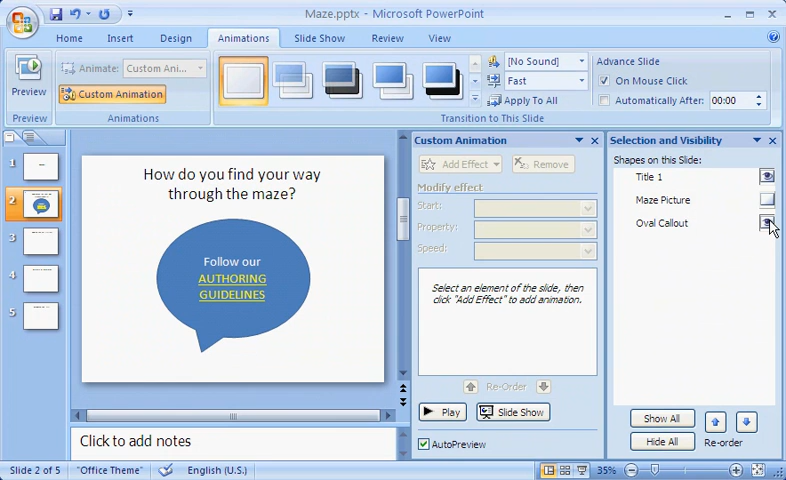 Maze.pptx - Microsoft PowerPoint
Home Insert Design Animations Slide Show Review View
Preview
Animate: Custom Ani...
Custom Animation
[No Sound]
Fast
Apply To All
Advance Slide
On Mouse Click
Automatically After: 00:00
Preview Animations Transition to This Slide
1
2
3
4
5
How do you find your way
through the maze?
Follow our
AUTHORING
GUIDELINES
Click to add notes
Custom Animation
Add Effect Remove
Modify effect
Start:
Property:
Speed:
Select an element of the slide, then
click "Add Effect" to add animation.
Re-Order
Play Slide Show
AutoPreview
Selection and Visibility
Shapes on this Slide:
Title 1
Maze Picture
Oval Callout
Show All
Hide All
Re-order
Slide 2 of 5 "Office Theme" English (U.S.) 35%